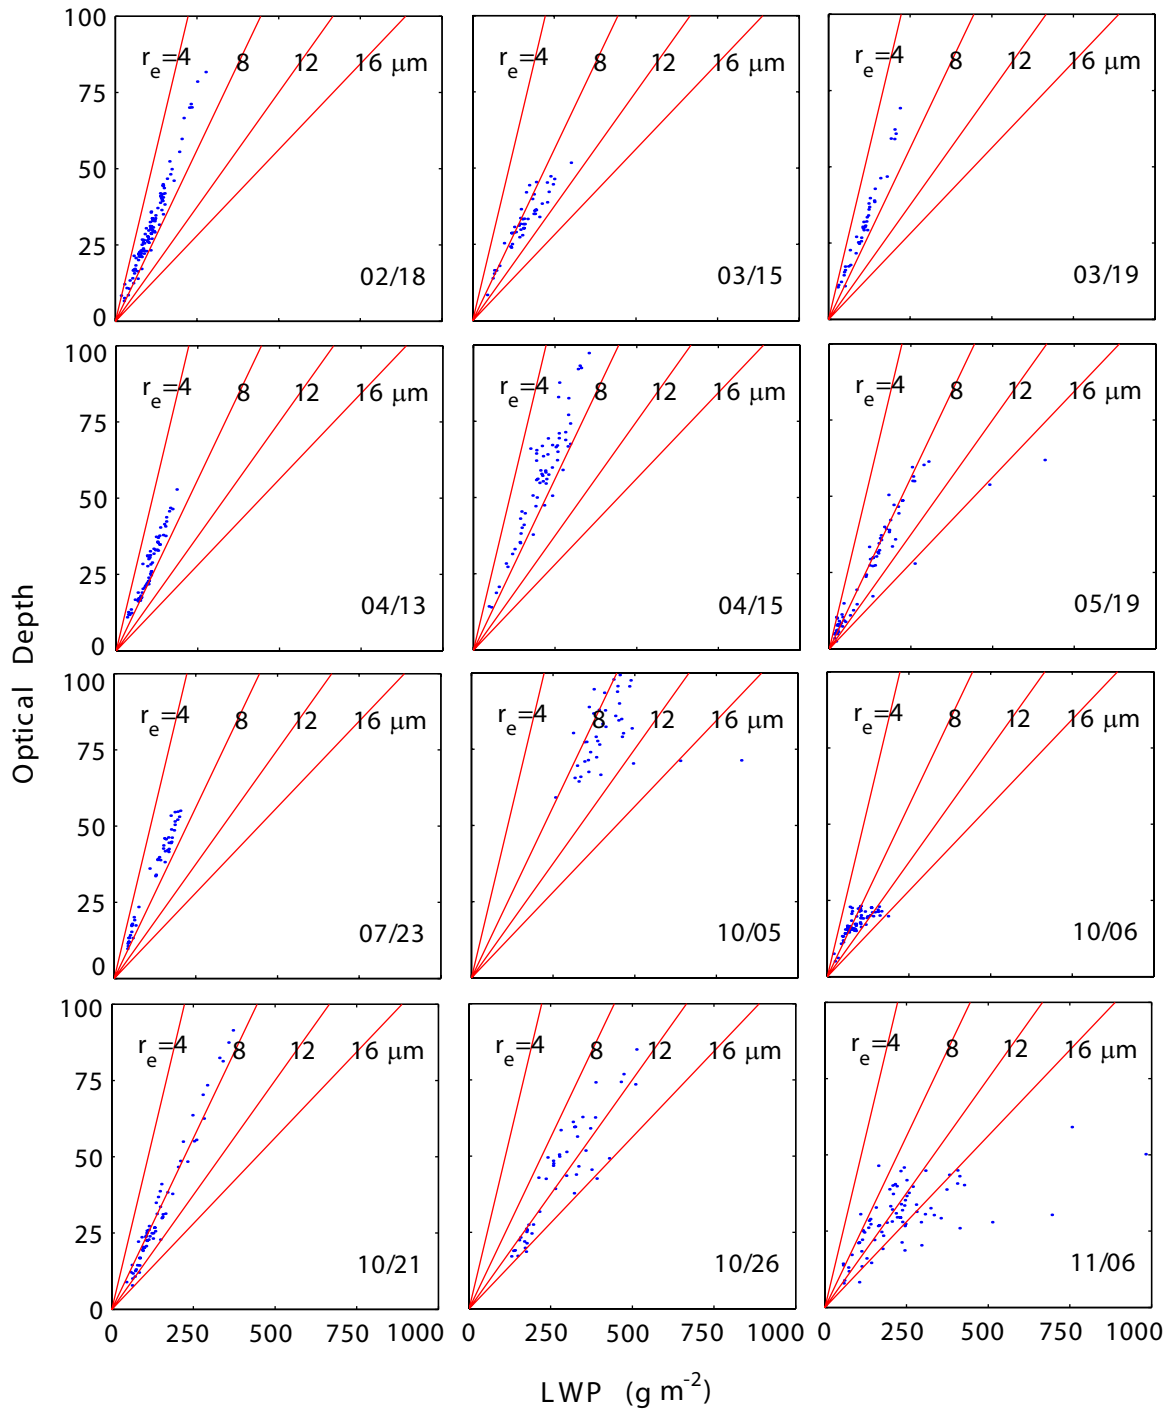 100
75
50
25
0
r_e=4 8 12 16 μm
02/18
r_e=4 8 12 16 μm
03/15
r_e=4 8 12 16 μm
03/19
100
75
50
25
0
r_e=4 8 12 16 μm
04/13
r_e=4 8 12 16 μm
04/15
r_e=4 8 12 16 μm
05/19
100
75
50
25
0
r_e=4 8 12 16 μm
07/23
r_e=4 8 12 16 μm
10/05
r_e=4 8 12 16 μm
10/06
100
75
50
25
0
r_e=4 8 12 16 μm
10/21
r_e=4 8 12 16 μm
10/26
r_e=4 8 12 16 μm
11/06
0 250 500 750 1000
0 250 500 750 1000
0 250 500 750 1000
Optical Depth
LWP (g m⁻²)